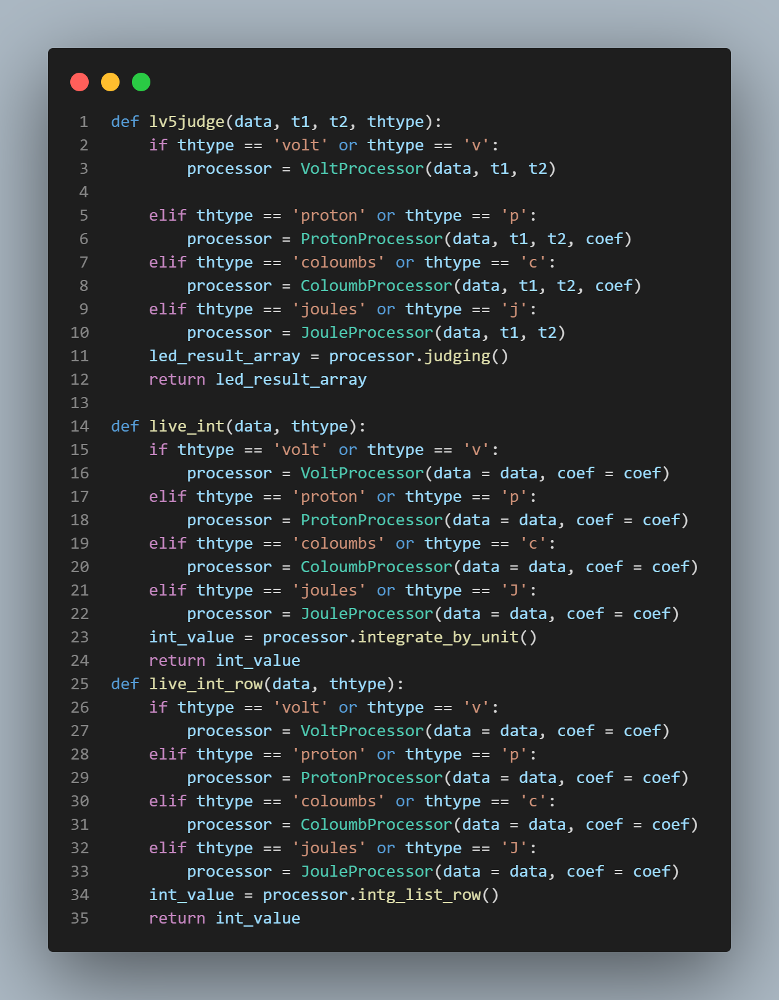 1 def lv5judge(data, t1, t2, thtype):
2     if thtype == 'volt' or thtype == 'v':
3         processor = VoltProcessor(data, t1, t2)
4
5     elif thtype == 'proton' or thtype == 'p':
6         processor = ProtonProcessor(data, t1, t2, coef)
7     elif thtype == 'coloumbs' or thtype == 'c':
8         processor = ColoumbProcessor(data, t1, t2, coef)
9     elif thtype == 'joules' or thtype == 'j':
10         processor = JouleProcessor(data, t1, t2)
11     led_result_array = processor.judging()
12     return led_result_array
13
14 def live_int(data, thtype):
15     if thtype == 'volt' or thtype == 'v':
16         processor = VoltProcessor(data = data, coef = coef)
17     elif thtype == 'proton' or thtype == 'p':
18         processor = ProtonProcessor(data = data, coef = coef)
19     elif thtype == 'coloumbs' or thtype == 'c':
20         processor = ColoumbProcessor(data = data, coef = coef)
21     elif thtype == 'joules' or thtype == 'J':
22         processor = JouleProcessor(data = data, coef = coef)
23     int_value = processor.integrate_by_unit()
24     return int_value
25 def live_int_row(data, thtype):
26     if thtype == 'volt' or thtype == 'v':
27         processor = VoltProcessor(data = data, coef = coef)
28     elif thtype == 'proton' or thtype == 'p':
29         processor = ProtonProcessor(data = data, coef = coef)
30     elif thtype == 'coloumbs' or thtype == 'c':
31         processor = ColoumbProcessor(data = data, coef = coef)
32     elif thtype == 'joules' or thtype == 'J':
33         processor = JouleProcessor(data = data, coef = coef)
34     int_value = processor.intg_list_row()
35     return int_value